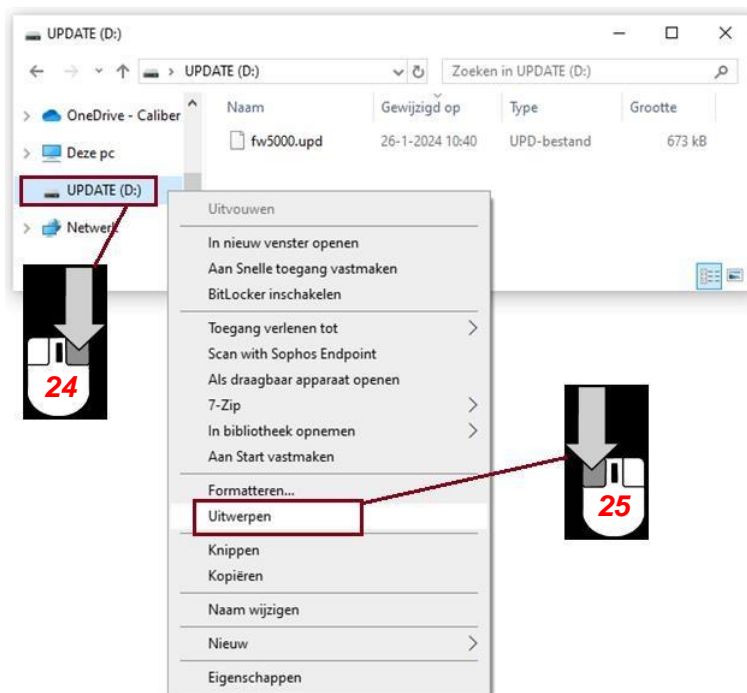 UPDATE (D:)
UPDATE (D:)
Zoeken in UPDATE (D:)
Naam Gewijzigd op Type Grootte
fw5000.upd 26-1-2024 10:40 UPD-bestand 673 kB
OneDrive - Caliber
Deze pc
UPDATE (D:)
Netwerk
Uitvouwen
In nieuw venster openen
Aan Snelle toegang vastmaken
BitLocker inschakelen
Toegang verlenen tot
Scan with Sophos Endpoint
Als draagbaar apparaat openen
7-Zip
In bibliotheek opnemen
Aan Start vastmaken
Formatteren...
Uitwerpen
Knippen
Kopiëren
Naam wijzigen
Nieuw
Eigenschappen
24
25